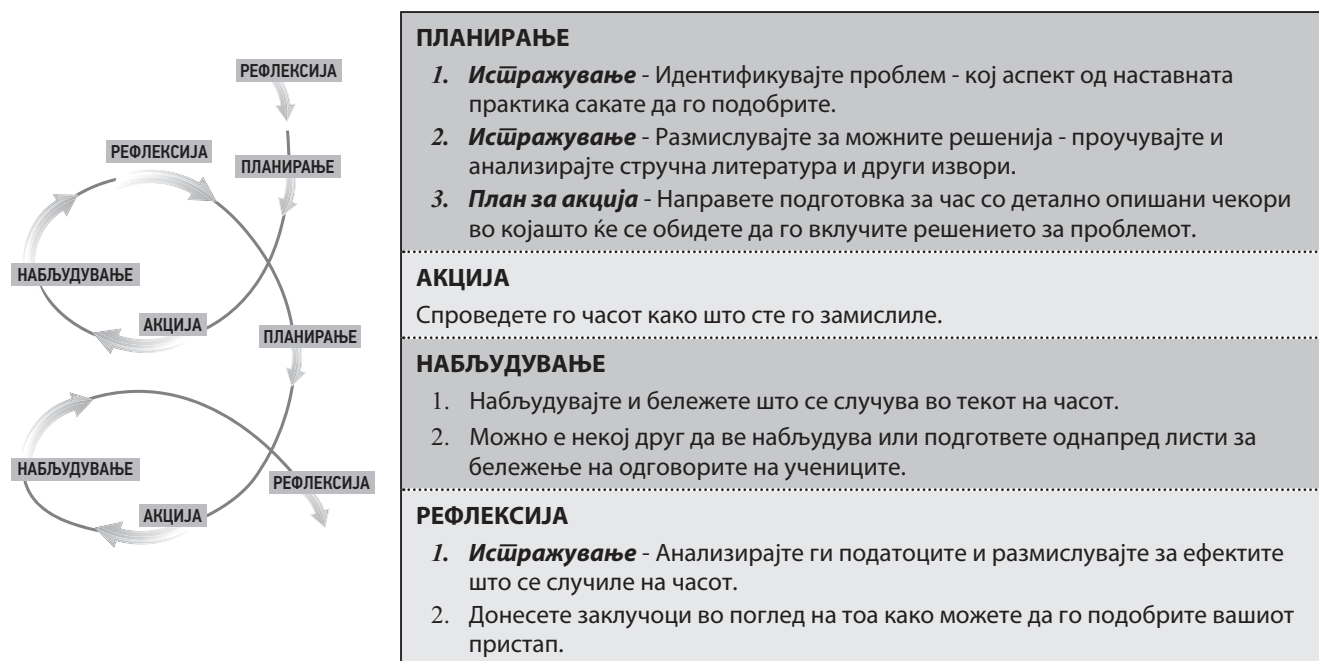 РЕФЛЕКСИЈА
ПЛАНИРАЊЕ
РЕФЛЕКСИЈА
НАБЉУДУВАЊЕ
АКЦИЈА
ПЛАНИРАЊЕ
НАБЉУДУВАЊЕ
РЕФЛЕКСИЈА
АКЦИЈА
ПЛАНИРАЊЕ
1. Истражување - Идентификувајте проблем - кој аспект од наставната
практика сакате да го подобрите.
2. Истражување - Размислувајте за можните решенија - проучувајте и
анализирајте стручна литература и други извори.
3. План за акција - Направете подготовка за час со детално опишани чекори
во којашто ќе се обидете да го вклучите решението за проблемот.
АКЦИЈА
Спроведете го часот како што сте го замислиле.
НАБЉУДУВАЊЕ
1. Набљудувајте и бележете што се случува во текот на часот.
2. Можно е некој друг да ве набљудува или подгответе однапред листи за
бележење на одговорите на учениците.
РЕФЛЕКСИЈА
1. Истражување - Анализирајте ги податоците и размислувајте за ефектите
што се случиле на часот.
2. Донесете заклучоци во поглед на тоа како можете да го подобрите вашиот
пристап.